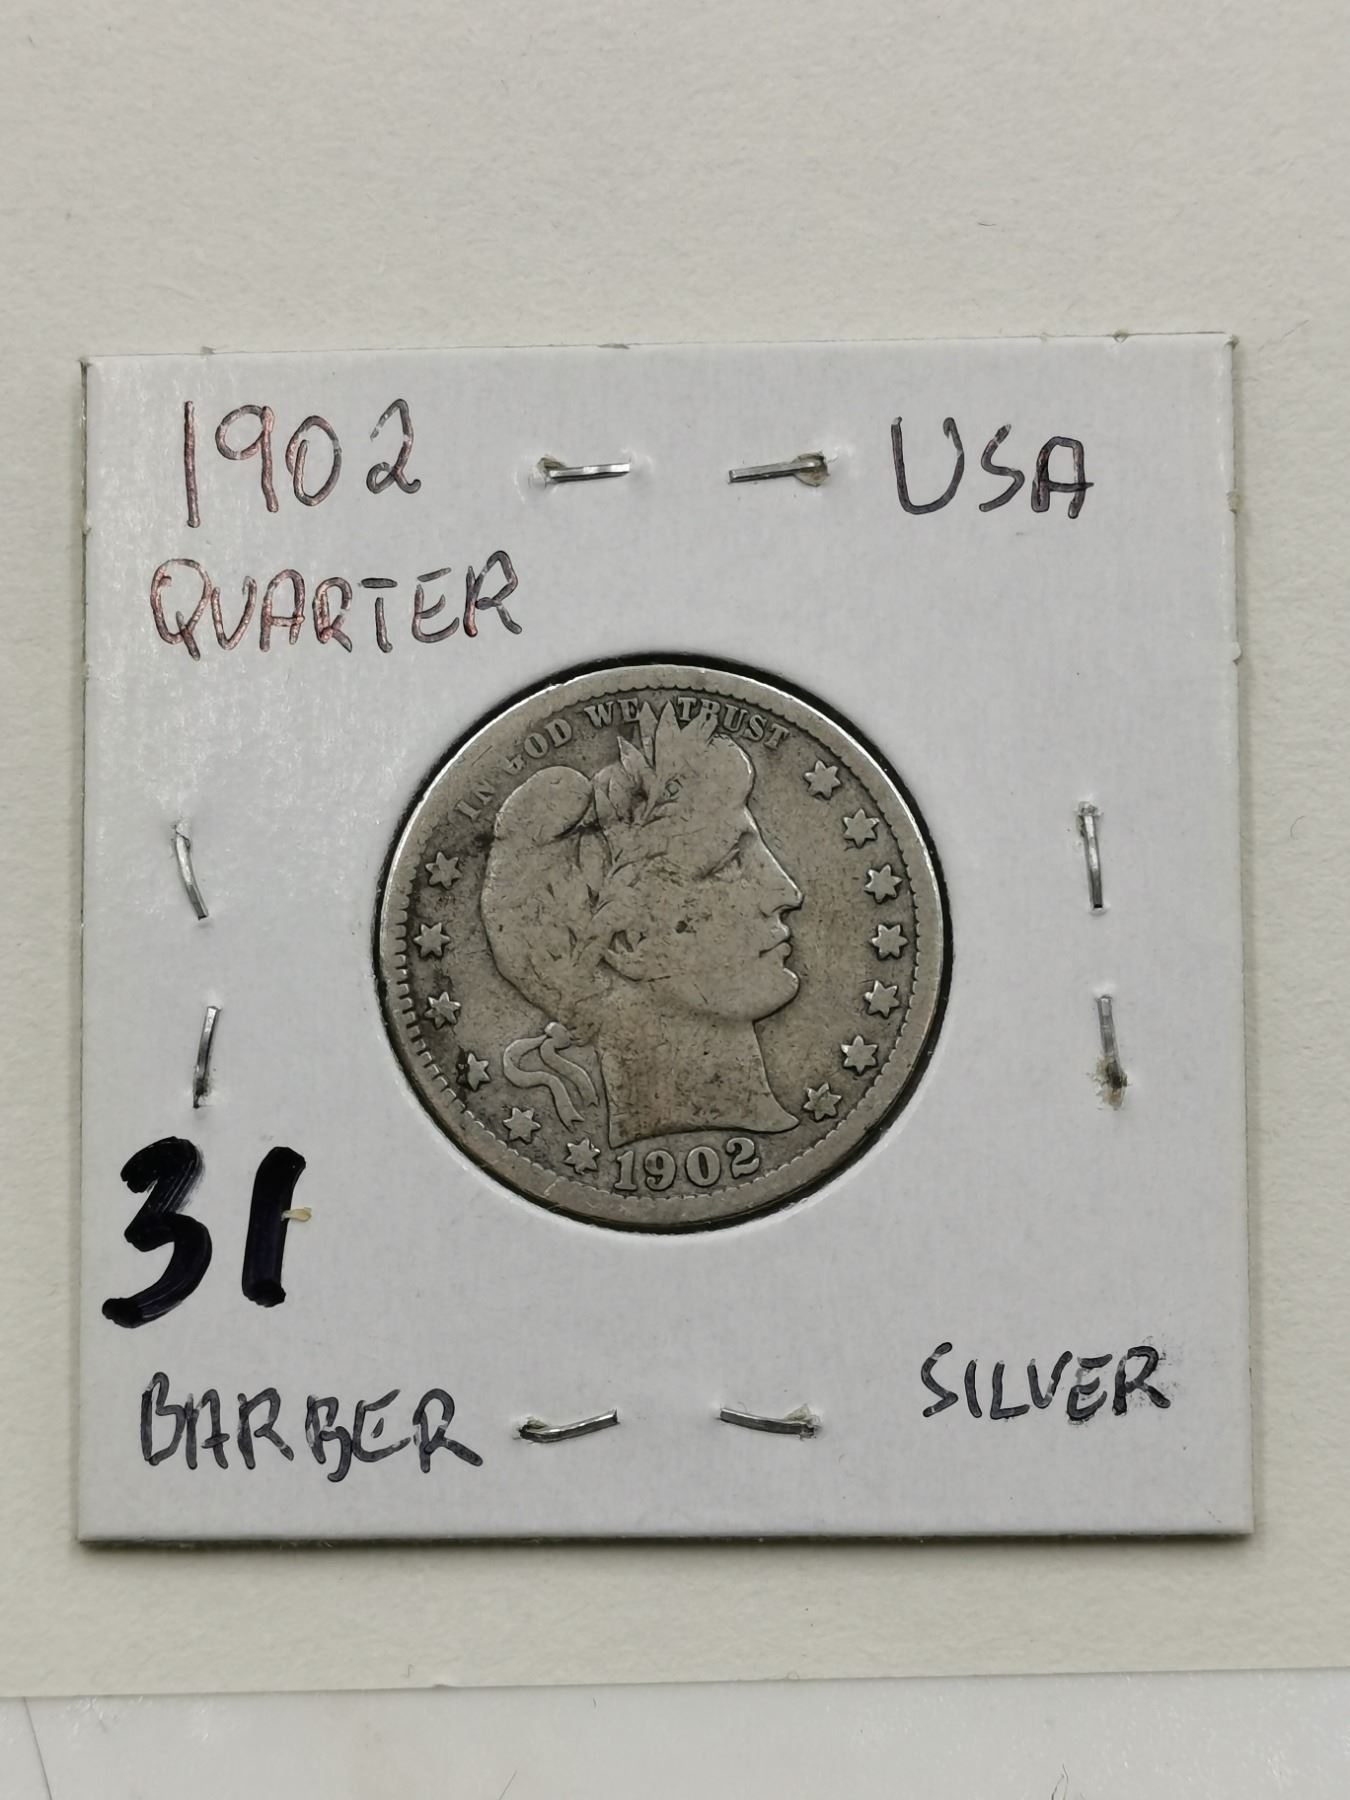 1902
USA
QUARTER
IN GOD WE TRUST
1902
31
BARBER
SILVER